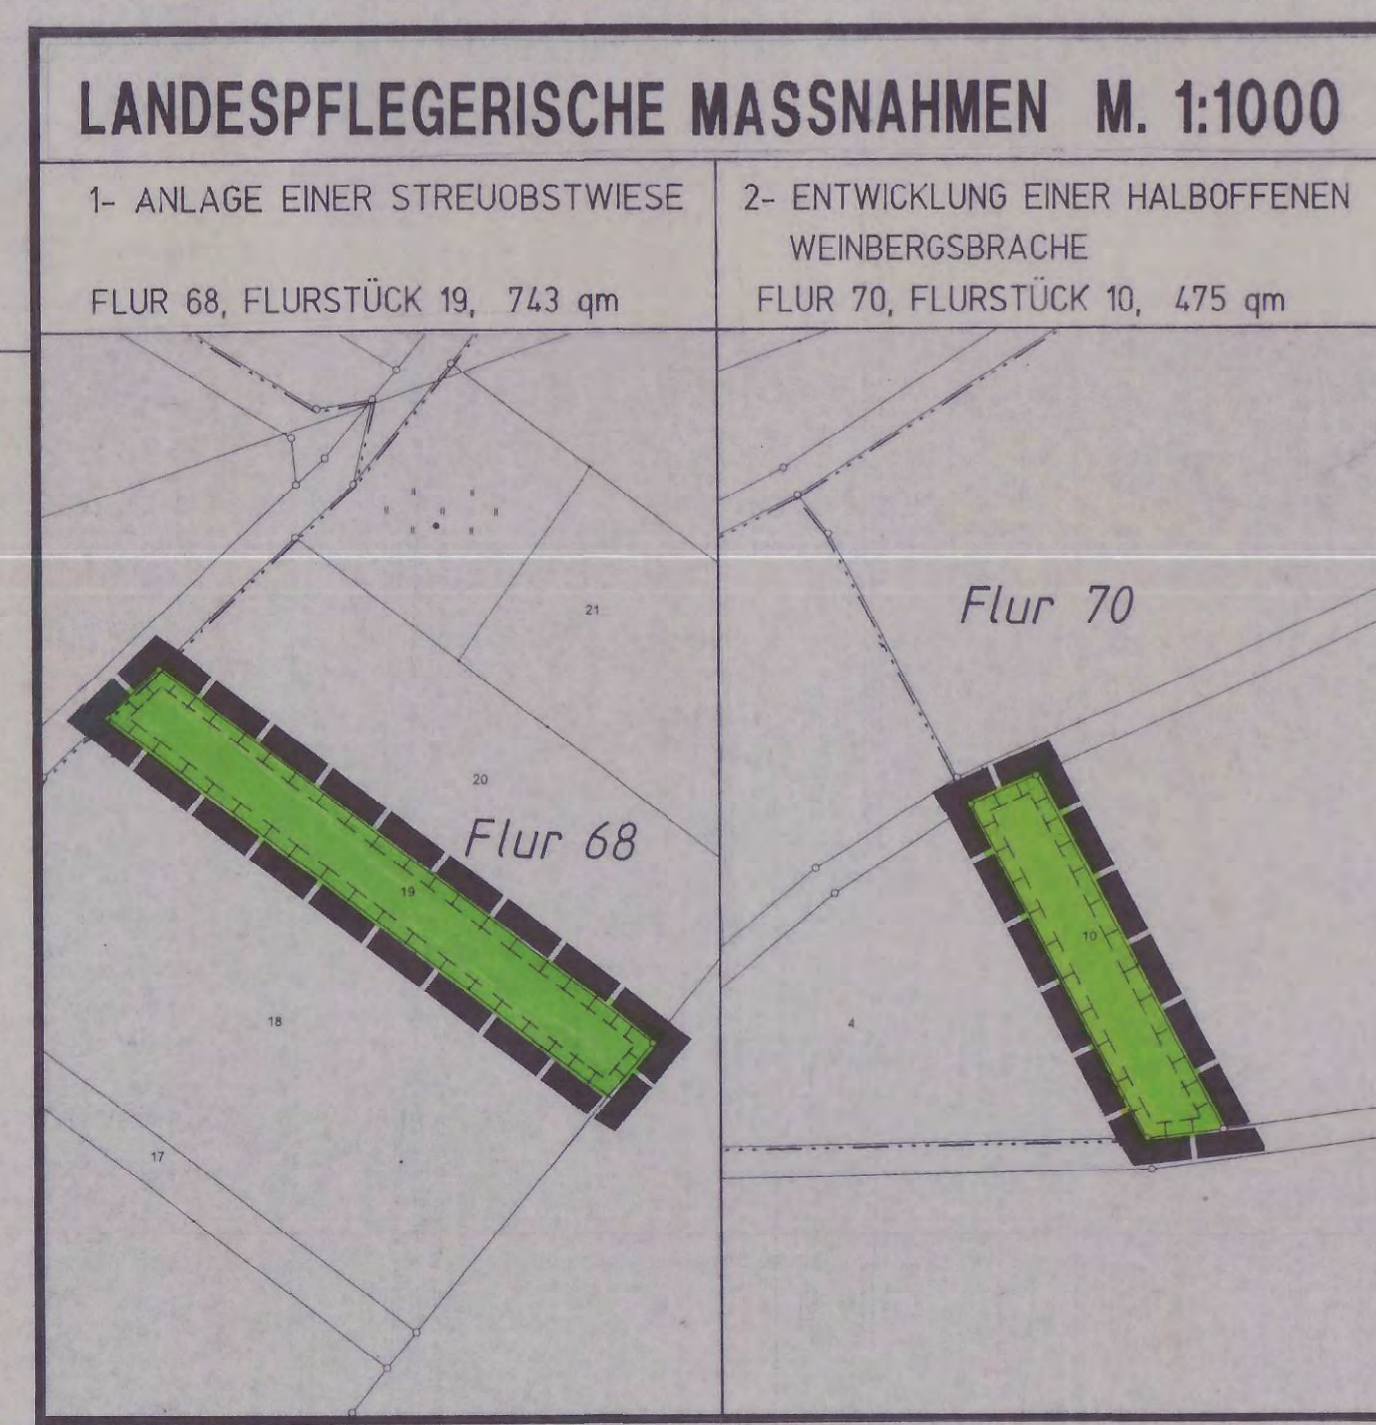 LANDESPFLEGERISCHE MASSNAHMEN M. 1:1000
1- ANLAGE EINER STREUOBSTWIESE
FLUR 68, FLURSTÜCK 19, 743 qm
2- ENTWICKLUNG EINER HALBOFFENEN
WEINBERGSBRACHE
FLUR 70, FLURSTÜCK 10, 475 qm
21
20
Flur 68
19
18
17
Flur 70
10
4